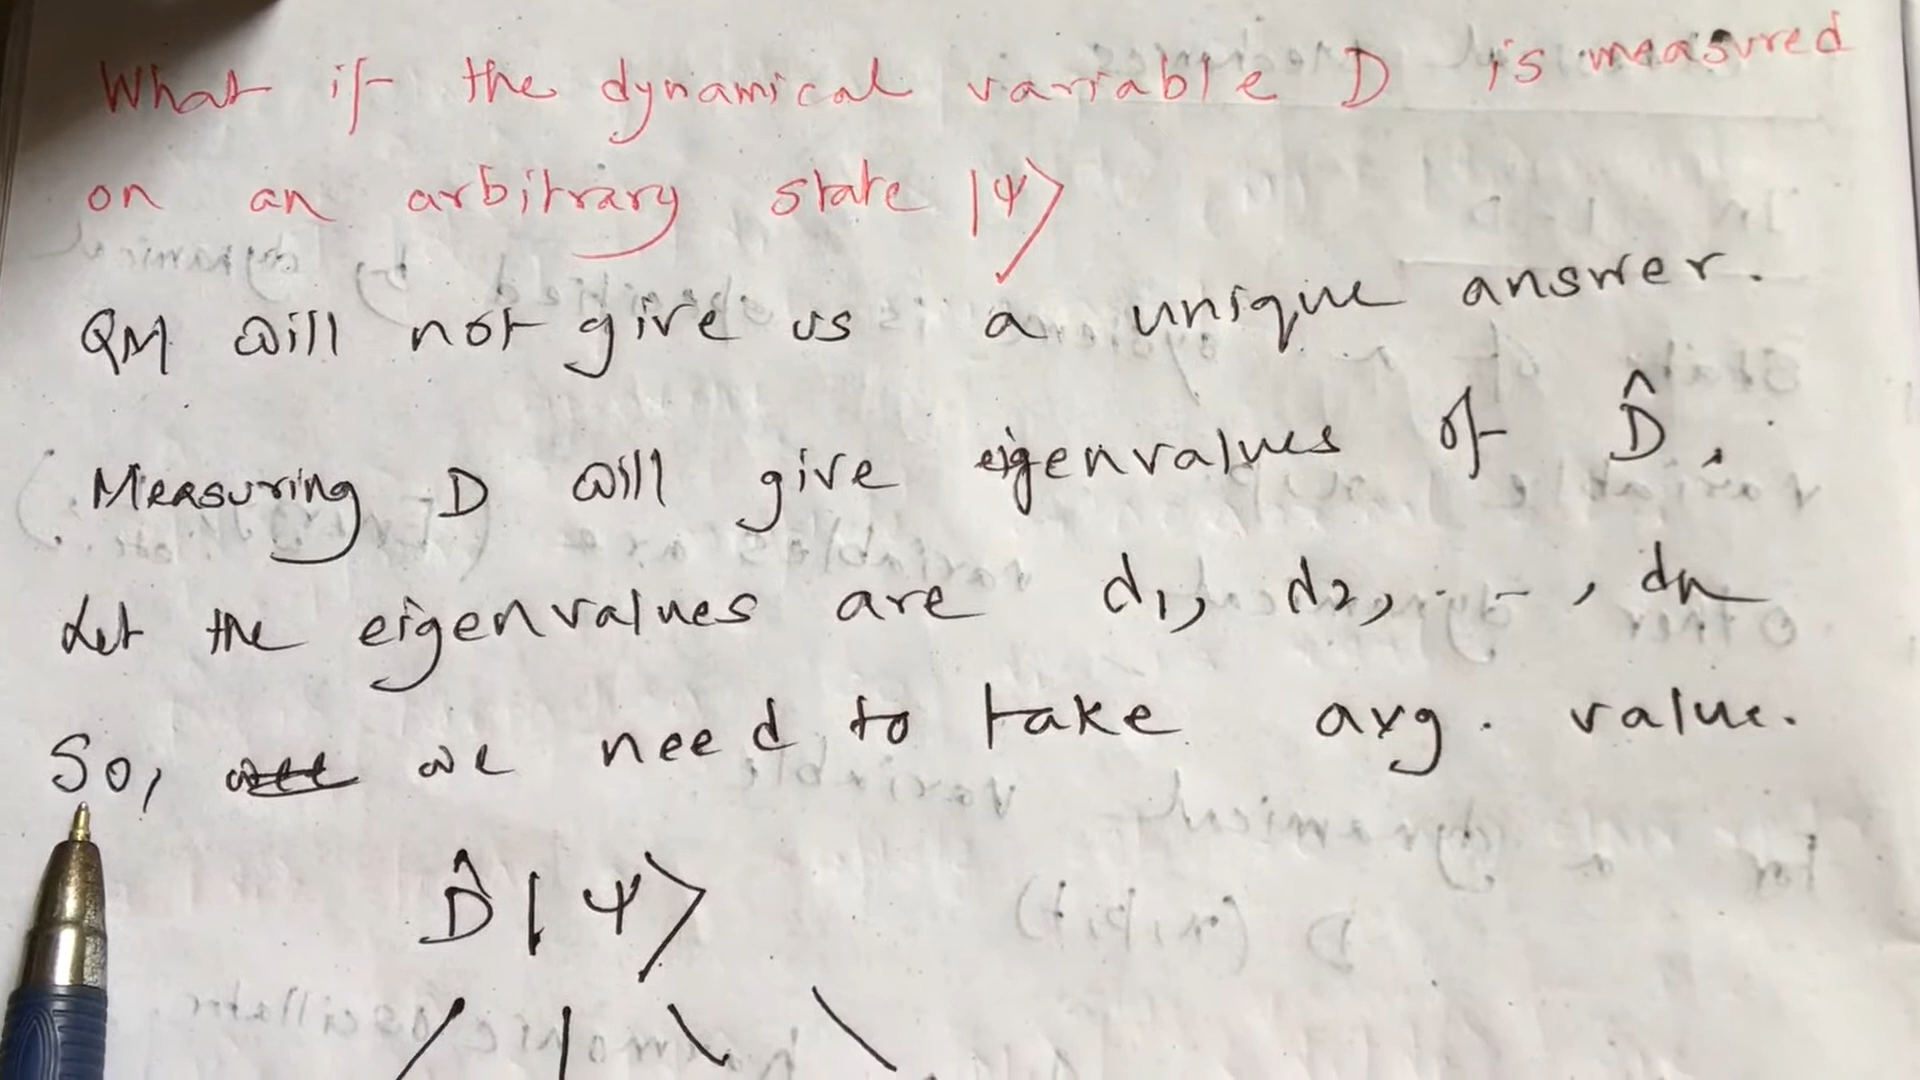 What if the dynamical variable D is measured
on an arbitrary state |ψ⟩
QM will not give us a unique answer.
Measuring D will give eigenvalues of D̂.
Let the eigenvalues are d₁, d₂, . . - , dn
So, we need to take avg. value.
D̂|ψ⟩